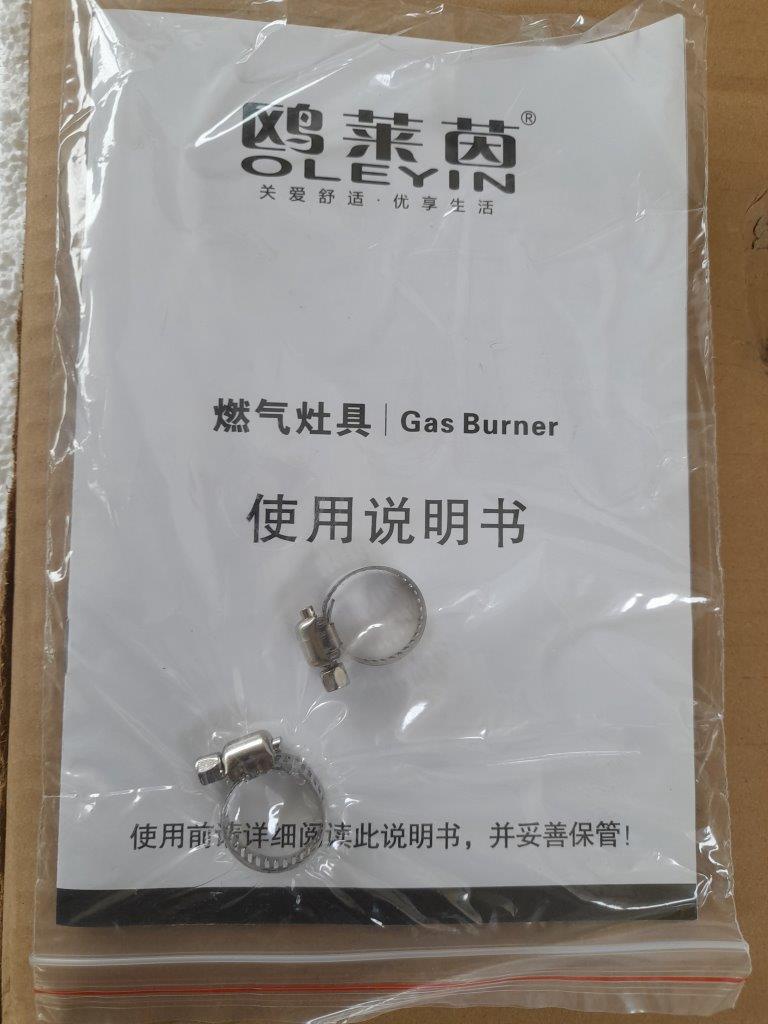 鸥莱茵®
OLEYIN
关爱舒适·优享生活
燃气灶具 | Gas Burner
使用说明书
使用前请详细阅读此说明书，并妥善保管！